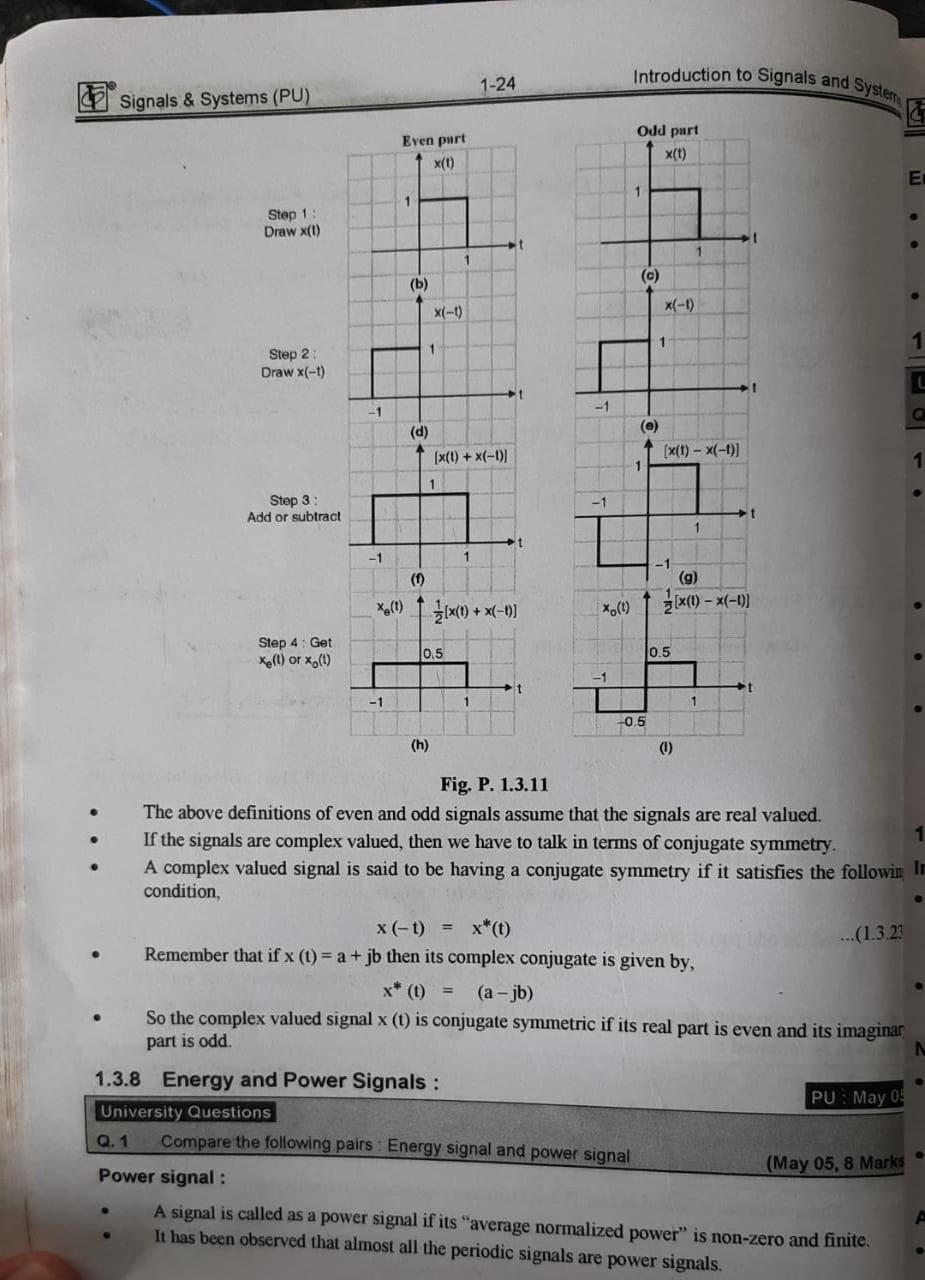 Signals & Systems (PU) 1-24 Introduction to Signals and System
Even part Odd part
x(t) x(t)
1 1
Step 1 :
Draw x(t)
t t
1 1
(b) (c)
x(–t) x(–t)
1 1
Step 2 :
Draw x(–t)
t t
–1 –1
(d) (e)
[x(t) + x(–t)] [x(t) – x(–t)]
1 1
Step 3 :
Add or subtract
–1
t t
–1 1 1
–1
(f) (g)
xe(t) 1/2 [x(t) + x(–t)] xo(t) 1/2 [x(t) – x(–t)]
Step 4 : Get
xe(t) or xo(t)
0.5 0.5
–1
t t
–1 1 1
–0.5
(h) (i)
Fig. P. 1.3.11
• The above definitions of even and odd signals assume that the signals are real valued.
• If the signals are complex valued, then we have to talk in terms of conjugate symmetry.
• A complex valued signal is said to be having a conjugate symmetry if it satisfies the followin
condition,
x (– t) = x*(t) ...(1.3.23
• Remember that if x (t) = a + jb then its complex conjugate is given by,
x* (t) = (a – jb)
• So the complex valued signal x (t) is conjugate symmetric if its real part is even and its imaginar
part is odd.
1.3.8 Energy and Power Signals :
PU : May 05
University Questions
Q. 1 Compare the following pairs : Energy signal and power signal
(May 05, 8 Marks
Power signal :
• A signal is called as a power signal if its “average normalized power” is non-zero and finite.
• It has been observed that almost all the periodic signals are power signals.